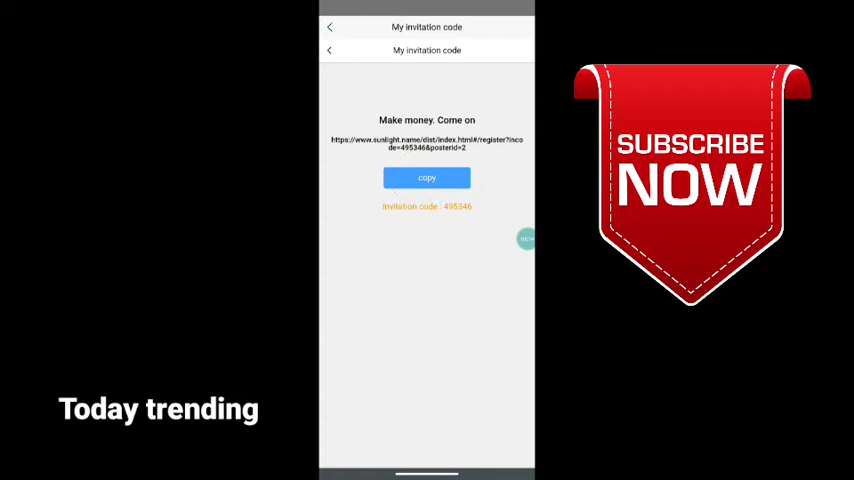 My invitation code
My invitation code
Make money. Come on
https://www.sunlight.name/dist/index.html#/register?inco
de=495346&posterid=2
copy
Invitation code : 495346
SUBSCRIBE
NOW
Today trending